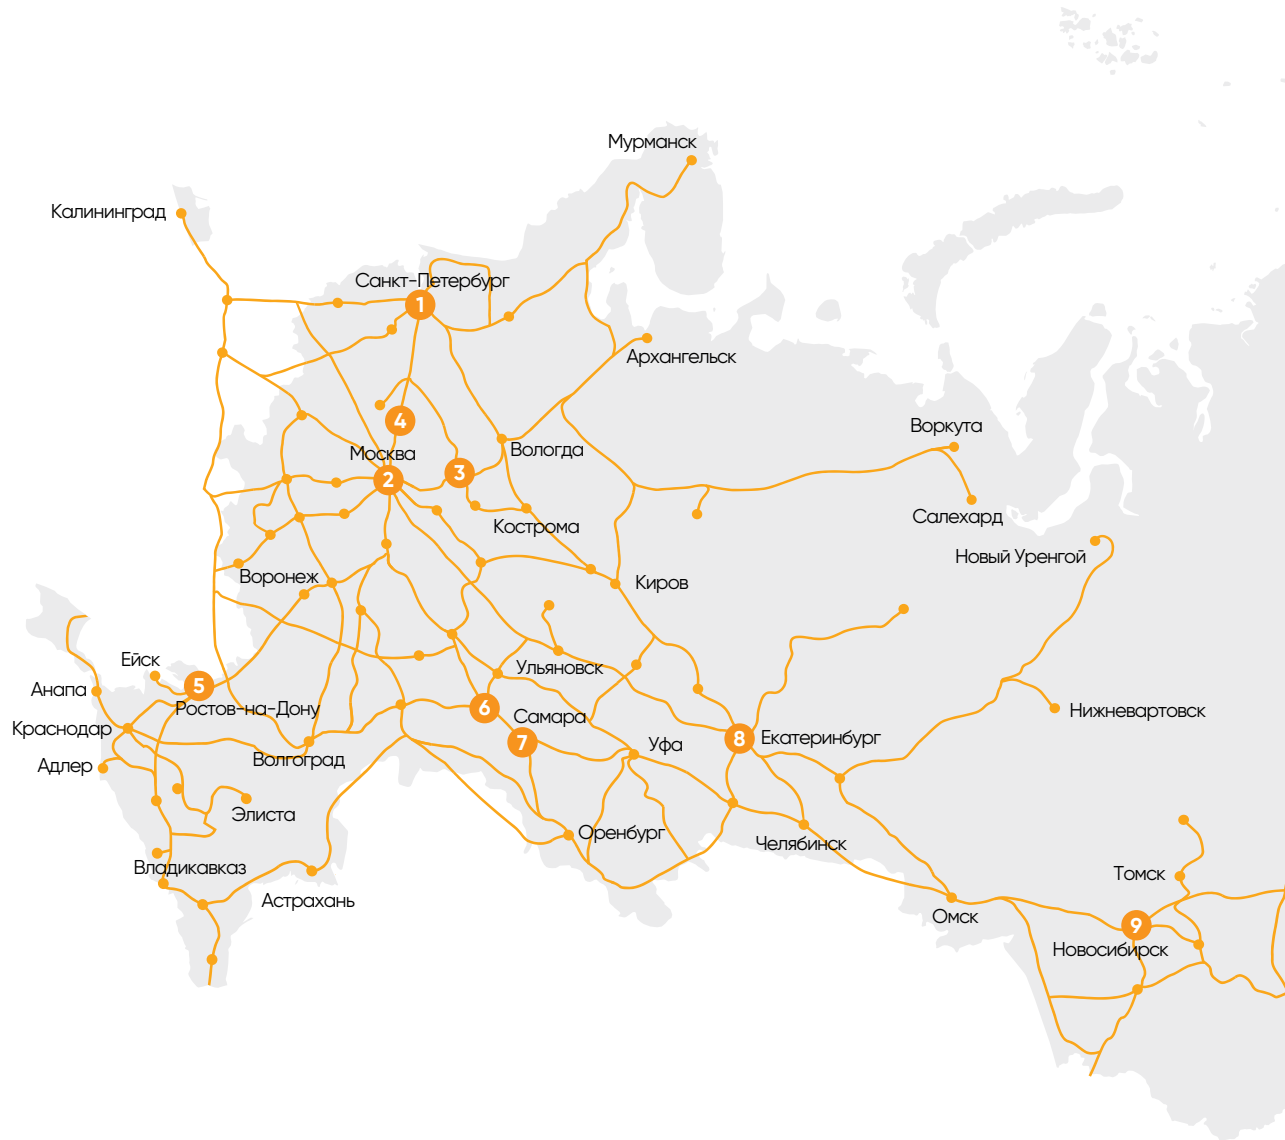 Мурманск
Калининград
Санкт-Петербург
1
Архангельск
4
Воркута
Москва
Вологда
2
3
Салехард
Кострома
Новый Уренгой
Воронеж
Киров
Ейск
Ульяновск
5
Анапа
Ростов-на-Дону
6
Самара
Нижневартовск
Краснодар
7
Уфа
8
Екатеринбург
Волгоград
Адлер
Элиста
Оренбург
Челябинск
Владикавказ
Томск
Астрахань
Омск
9
Новосибирск